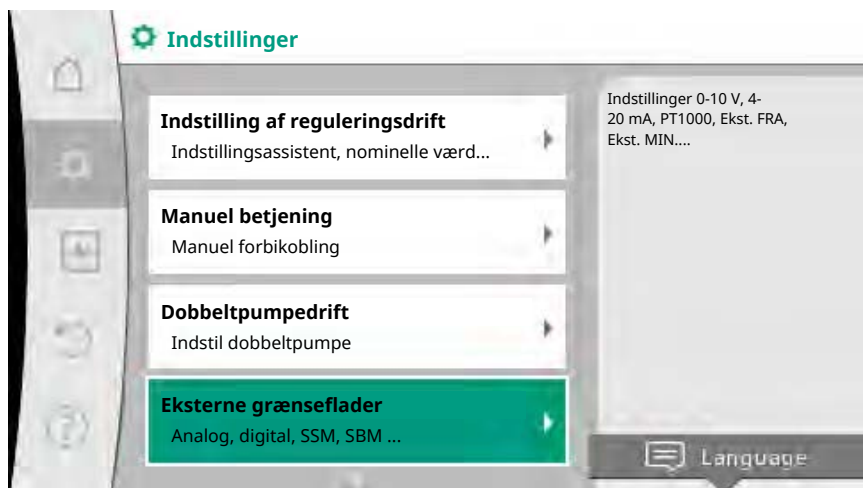 Indstillinger
Indstilling af reguleringsdrift
Indstillingsassistent, nominelle værd...
Manuel betjening
Manuel forbikobling
Dobbeltpumpedrift
Indstil dobbeltpumpe
Eksterne grænseflader
Analog, digital, SSM, SBM ...
Indstillinger 0-10 V, 4-
20 mA, PT1000, Ekst. FRA,
Ekst. MIN....
Language